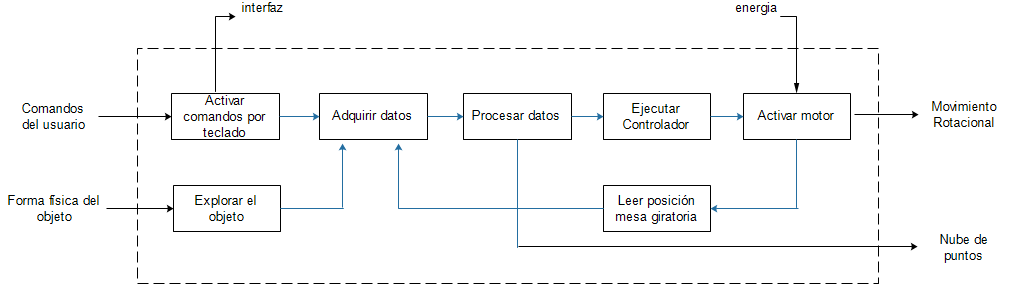 interfaz
energia
Comandos
del usuario
Activar
comandos por
teclado
Adquirir datos
Procesar datos
Ejecutar
Controlador
Activar motor
Movimiento
Rotacional
Forma física del
objeto
Explorar el
objeto
Leer posición
mesa giratoria
Nube de
puntos